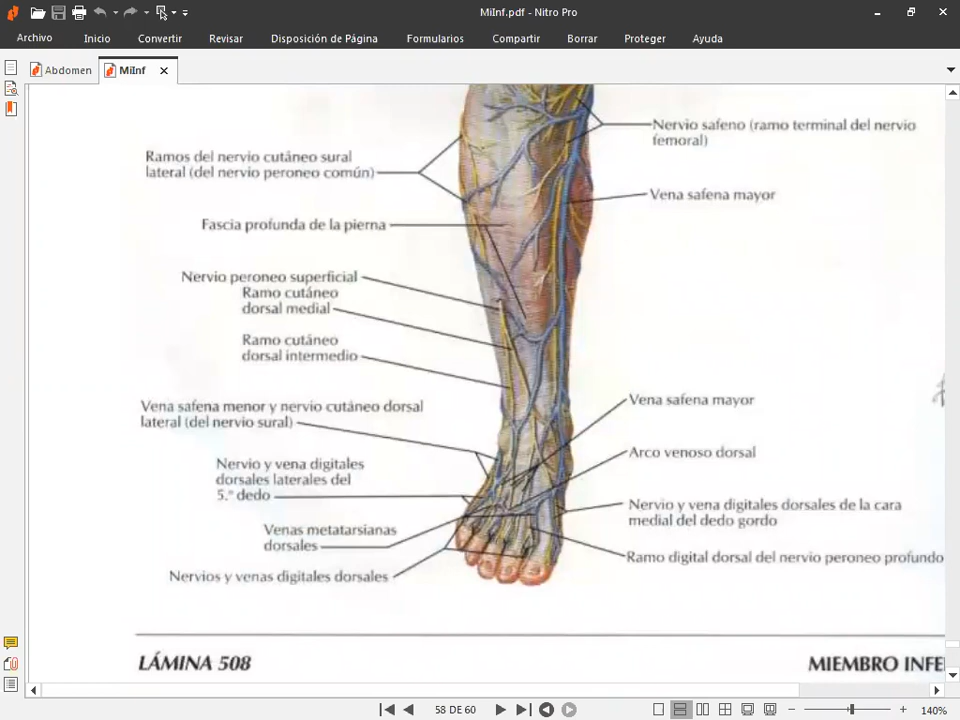 MiInf.pdf - Nitro Pro
Archivo Inicio Convertir Revisar Disposición de Página Formularios Compartir Borrar Proteger Ayuda
Abdomen MiInf
Nervio safeno (ramo terminal del nervio
femoral)
Ramos del nervio cutáneo sural
lateral (del nervio peroneo común)
Vena safena mayor
Fascia profunda de la pierna
Nervio peroneo superficial
Ramo cutáneo
dorsal medial
Ramo cutáneo
dorsal intermedio
Vena safena menor y nervio cutáneo dorsal
lateral (del nervio sural)
Vena safena mayor
Arco venoso dorsal
Nervio y vena digitales
dorsales laterales del
5.º dedo
Nervio y vena digitales dorsales de la cara
medial del dedo gordo
Venas metatarsianas
dorsales
Ramo digital dorsal del nervio peroneo profundo
Nervios y venas digitales dorsales
LÁMINA 508
MIEMBRO INFE
58 DE 60
140%